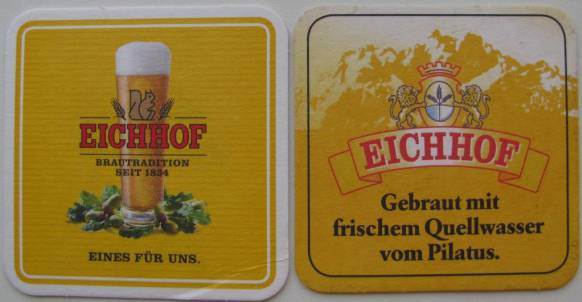 EICHHOF
BRAUTRADITION
SEIT 1834
EINES FÜR UNS.
EICHHOF
Gebraut mit
frischem Quellwasser
vom Pilatus.